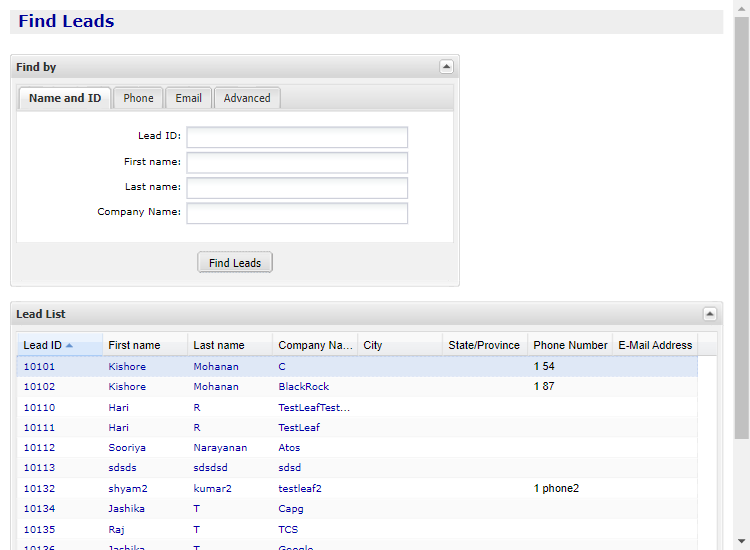 Find Leads
Find by
Name and ID Phone Email Advanced
Lead ID:
First name:
Last name:
Company Name:
Find Leads
Lead List
Lead ID First name Last name Company Na... City State/Province Phone Number E-Mail Address
10101 Kishore Mohanan C 1 54
10102 Kishore Mohanan BlackRock 1 87
10110 Hari R TestLeafTest...
10111 Hari R TestLeaf
10112 Sooriya Narayanan Atos
10113 sdsds sdsdsd sdsd
10132 shyam2 kumar2 testleaf2 1 phone2
10134 Jashika T Capg
10135 Raj T TCS
10136 Jashika T Google